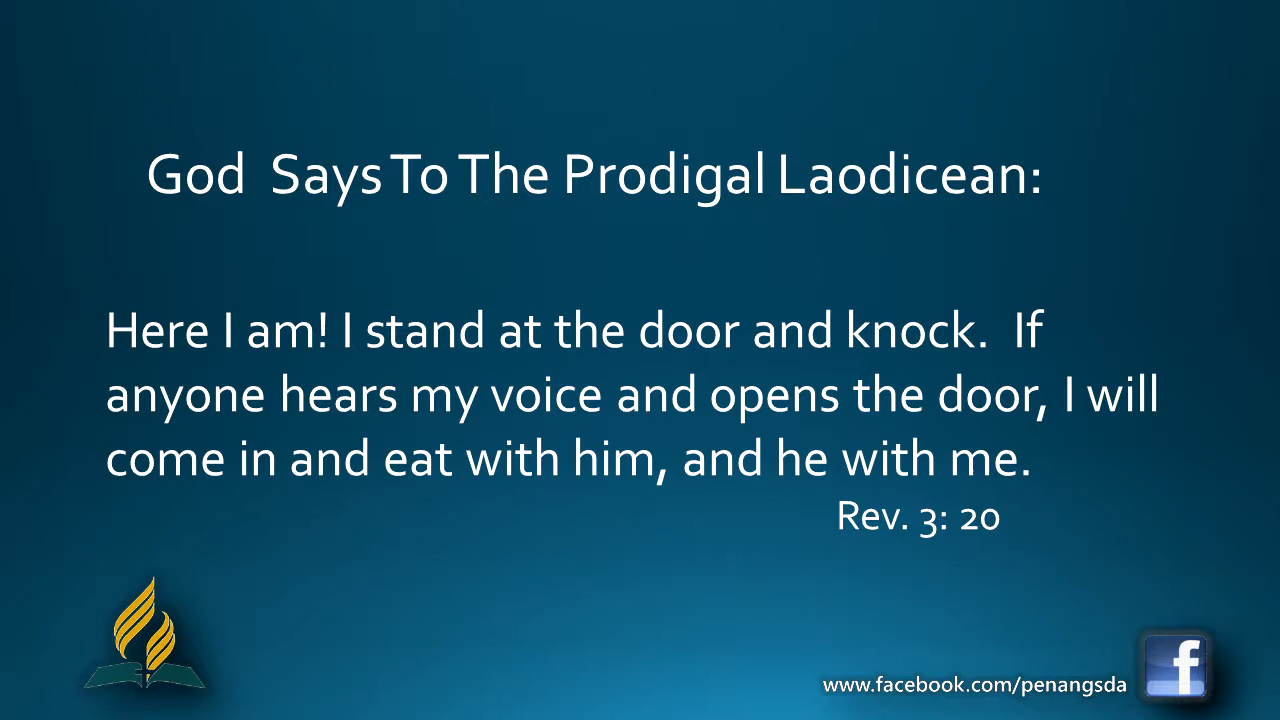 God  Says To The Prodigal Laodicean:
Here I am! I stand at the door and knock.  If
anyone hears my voice and opens the door, I will
come in and eat with him, and he with me.
Rev. 3: 20
www.facebook.com/penangsda
f